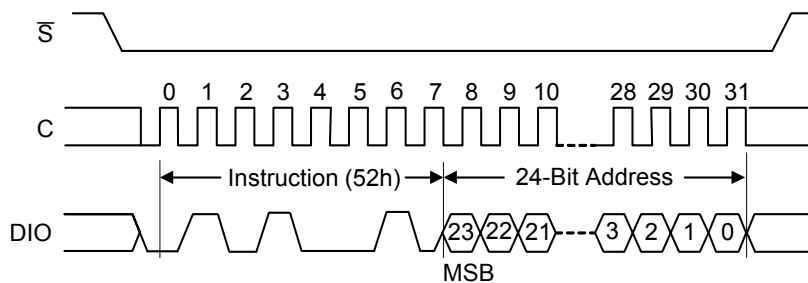 S̅
0 1 2 3 4 5 6 7 8 9 10 28 29 30 31
C
Instruction (52h) 24-Bit Address
DIO 23 22 21 3 2 1 0
MSB